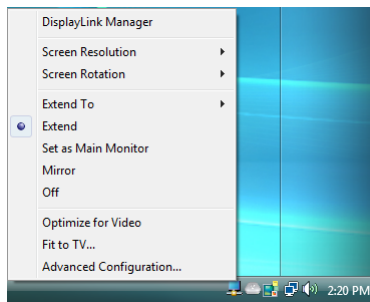 DisplayLink Manager
Screen Resolution
Screen Rotation
Extend To
Extend
Set as Main Monitor
Mirror
Off
Optimize for Video
Fit to TV...
Advanced Configuration...
2:20 PM